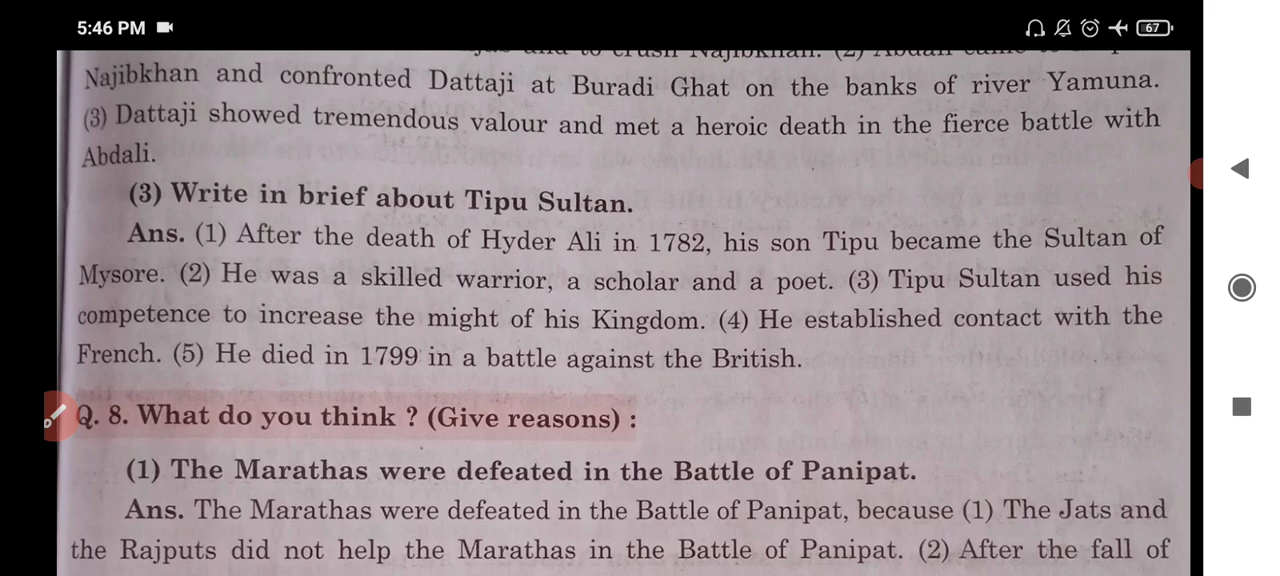 5:46 PM
67
Najibkhan. (2) Abdali came to
Najibkhan and confronted Dattaji at Buradi Ghat on the banks of river Yamuna.
(3) Dattaji showed tremendous valour and met a heroic death in the fierce battle with
Abdali.
(3) Write in brief about Tipu Sultan.
Ans. (1) After the death of Hyder Ali in 1782, his son Tipu became the Sultan of
Mysore. (2) He was a skilled warrior, a scholar and a poet. (3) Tipu Sultan used his
competence to increase the might of his Kingdom. (4) He established contact with the
French. (5) He died in 1799 in a battle against the British.
Q. 8. What do you think ? (Give reasons) :
(1) The Marathas were defeated in the Battle of Panipat.
Ans. The Marathas were defeated in the Battle of Panipat, because (1) The Jats and
the Rajputs did not help the Marathas in the Battle of Panipat. (2) After the fall of